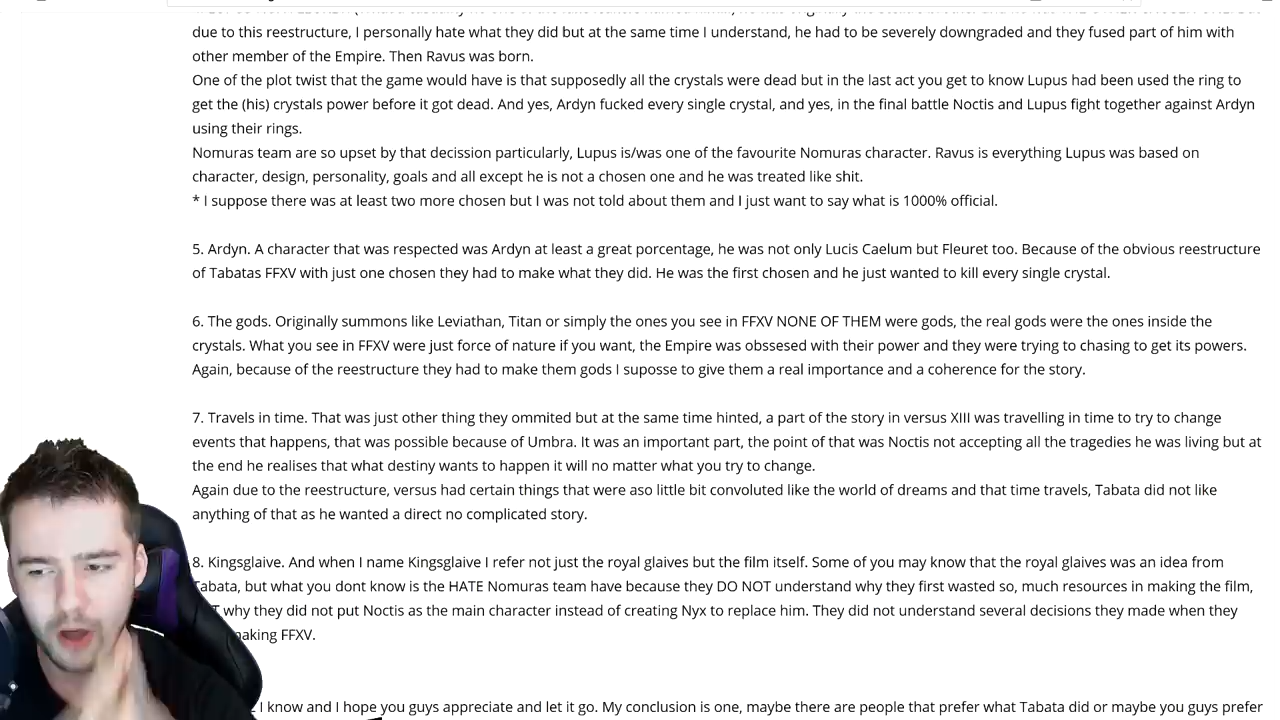 due to this reestructure, I personally hate what they did but at the same time I understand, he had to be severely downgraded and they fused part of him with
other member of the Empire. Then Ravus was born.
One of the plot twist that the game would have is that supposedly all the crystals were dead but in the last act you get to know Lupus had been used the ring to
get the (his) crystals power before it got dead. And yes, Ardyn fucked every single crystal, and yes, in the final battle Noctis and Lupus fight together against Ardyn
using their rings.
Nomuras team are so upset by that decission particularly, Lupus is/was one of the favourite Nomuras character. Ravus is everything Lupus was based on
character, design, personality, goals and all except he is not a chosen one and he was treated like shit.
* I suppose there was at least two more chosen but I was not told about them and I just want to say what is 1000% official.
5. Ardyn. A character that was respected was Ardyn at least a great porcentage, he was not only Lucis Caelum but Fleuret too. Because of the obvious reestructure
of Tabatas FFXV with just one chosen they had to make what they did. He was the first chosen and he just wanted to kill every single crystal.
6. The gods. Originally summons like Leviathan, Titan or simply the ones you see in FFXV NONE OF THEM were gods, the real gods were the ones inside the
crystals. What you see in FFXV were just force of nature if you want, the Empire was obssesed with their power and they were trying to chasing to get its powers.
Again, because of the reestructure they had to make them gods I suposse to give them a real importance and a coherence for the story.
7. Travels in time. That was just other thing they ommited but at the same time hinted, a part of the story in versus XIII was travelling in time to try to change
events that happens, that was possible because of Umbra. It was an important part, the point of that was Noctis not accepting all the tragedies he was living but at
the end he realises that what destiny wants to happen it will no matter what you try to change.
Again due to the reestructure, versus had certain things that were aso little bit convoluted like the world of dreams and that time travels, Tabata did not like
anything of that as he wanted a direct no complicated story.
8. Kingsglaive. And when I name Kingsglaive I refer not just the royal glaives but the film itself. Some of you may know that the royal glaives was an idea from
Tabata, but what you dont know is the HATE Nomuras team have because they DO NOT understand why they first wasted so, much resources in making the film,
why they did not put Noctis as the main character instead of creating Nyx to replace him. They did not understand several decisions they made when they
making FFXV.
I know and I hope you guys appreciate and let it go. My conclusion is one, maybe there are people that prefer what Tabata did or maybe you guys prefer